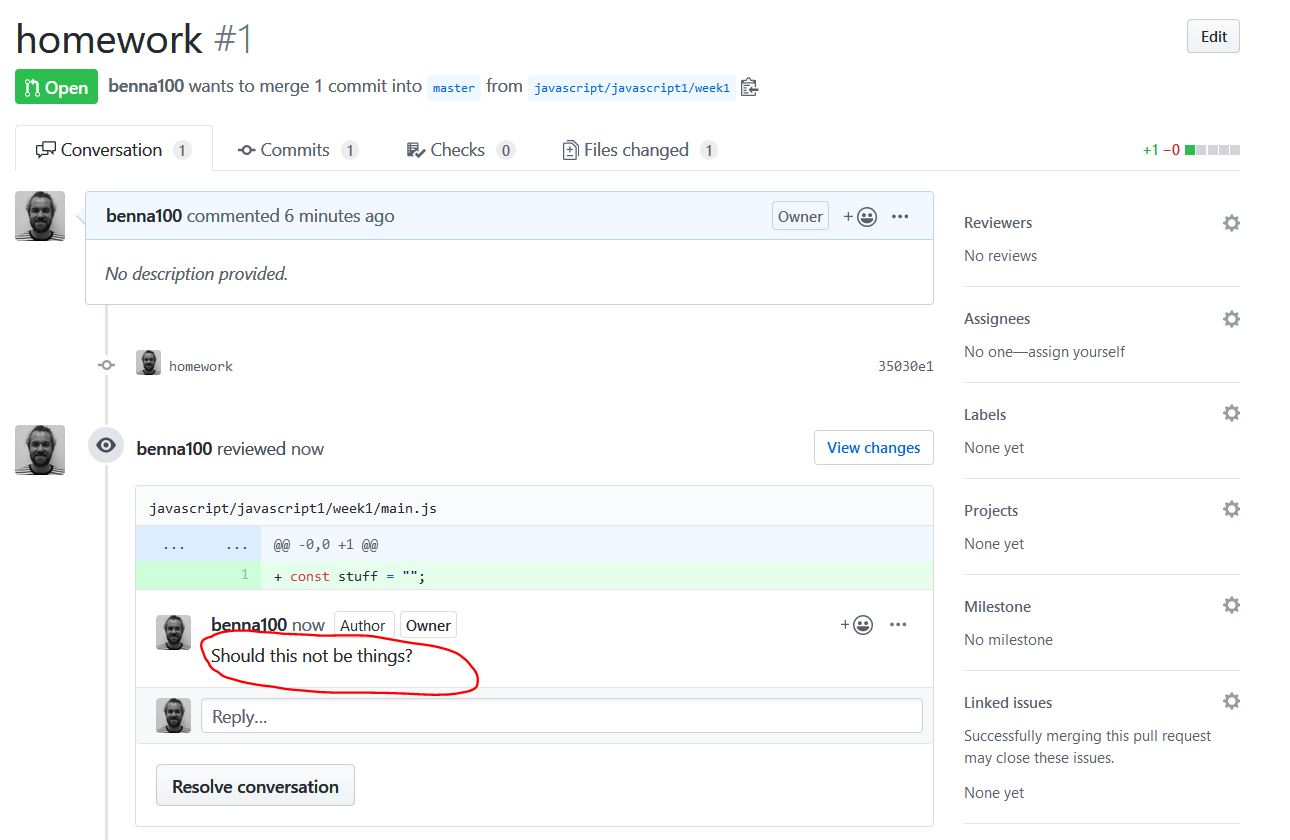 homework #1
Edit
Open
benna100 wants to merge 1 commit into master from javascript/javascript1/week1
Conversation 1
Commits 1
Checks 0
Files changed 1
+1 −0
benna100 commented 6 minutes ago
Owner
No description provided.
homework
35030e1
benna100 reviewed now
View changes
javascript/javascript1/week1/main.js
... ... @@ -0,0 +1 @@
1 + const stuff = "";
benna100 now Author Owner
Should this not be things?
Reply...
Resolve conversation
Reviewers
No reviews
Assignees
No one—assign yourself
Labels
None yet
Projects
None yet
Milestone
No milestone
Linked issues
Successfully merging this pull request
may close these issues.
None yet